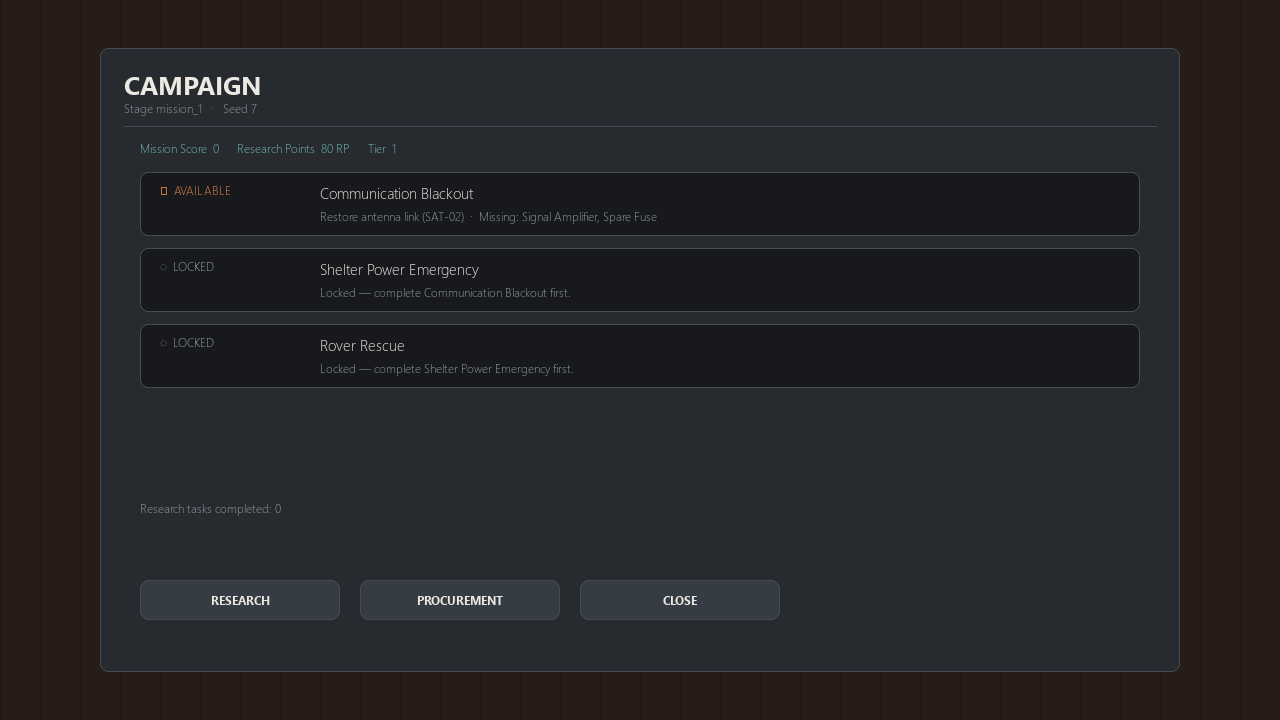 CAMPAIGN
Stage mission_1 · Seed 7
Mission Score 0 Research Points 80 RP Tier 1
▯ AVAILABLE
Communication Blackout
Restore antenna link (SAT-02) · Missing: Signal Amplifier, Spare Fuse
○ LOCKED
Shelter Power Emergency
Locked — complete Communication Blackout first.
○ LOCKED
Rover Rescue
Locked — complete Shelter Power Emergency first.
Research tasks completed: 0
RESEARCH PROCUREMENT CLOSE